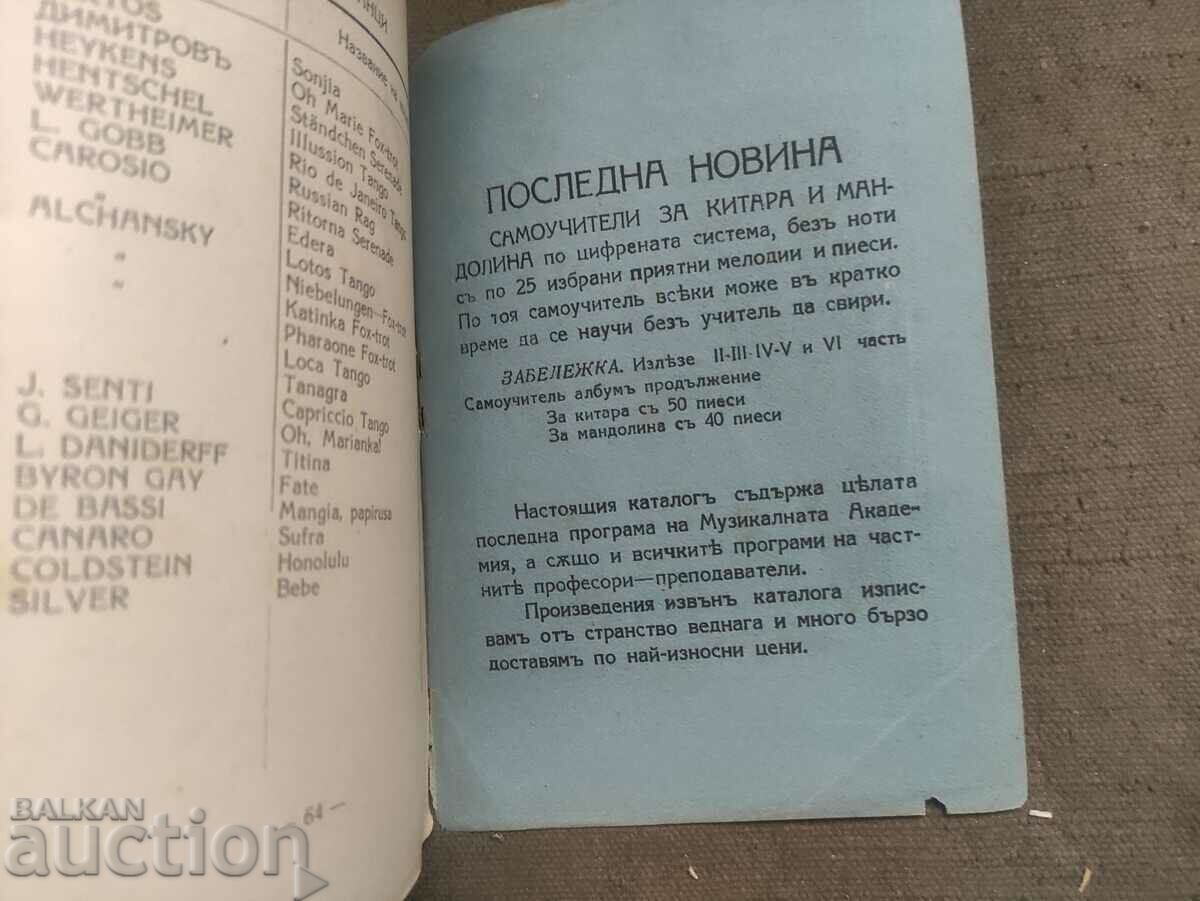 ДИМИТРОВЪ
HEYKENS
HENTSCHEL
WERTHEIMER
L. GOBB
CAROSIO
ALCHANSKY
"
"
J. SENTI
G. GEIGER
L. DANIDERFF
BYRON GAY
DE BASSI
CANARO
COLDSTEIN
SILVER
Название на
Sonjia
Oh Marie Fox-trot
Ständchen Serenade
Illussion Tango
Rio de Janeiro Tango
Russian Rag
Ritorna Serenade
Edera
Lotos Tango
Niebelungen—Fox-trot
Katinka Fox-trot
Pharaone Fox-trot
Loca Tango
Tanagra
Capriccio Tango
Oh, Marianka!
Titina
Fate
Mangia, papirusa
Sufra
Honolulu
Bebe
— 64 —
ПОСЛЕДНА НОВИНА
САМОУЧИТЕЛИ ЗА КИТАРА И МАН-
ДОЛИНА по цифрената система, безъ ноти
съ по 25 избрани приятни мелодии и пиеси.
По тоя самоучитель всѣки може въ кратко
време да се научи безъ учитель да свири.
ЗАБЕЛЕЖКА. Излѣзе II-III-IV-V и VI часть
Самоучитель албумъ продължение
За китара съ 50 пиеси
За мандолина съ 40 пиеси
Настоящия каталогъ съдържа цѣлата
последна програма на Музикалната Акаде-
мия, а сѫщо и всичкитѣ програми на част-
нитѣ професори—преподаватели.
Произведения извънъ каталога изпис-
вамъ отъ странство веднага и много бързо
доставямъ по най-износни цени.
BALKAN
auction